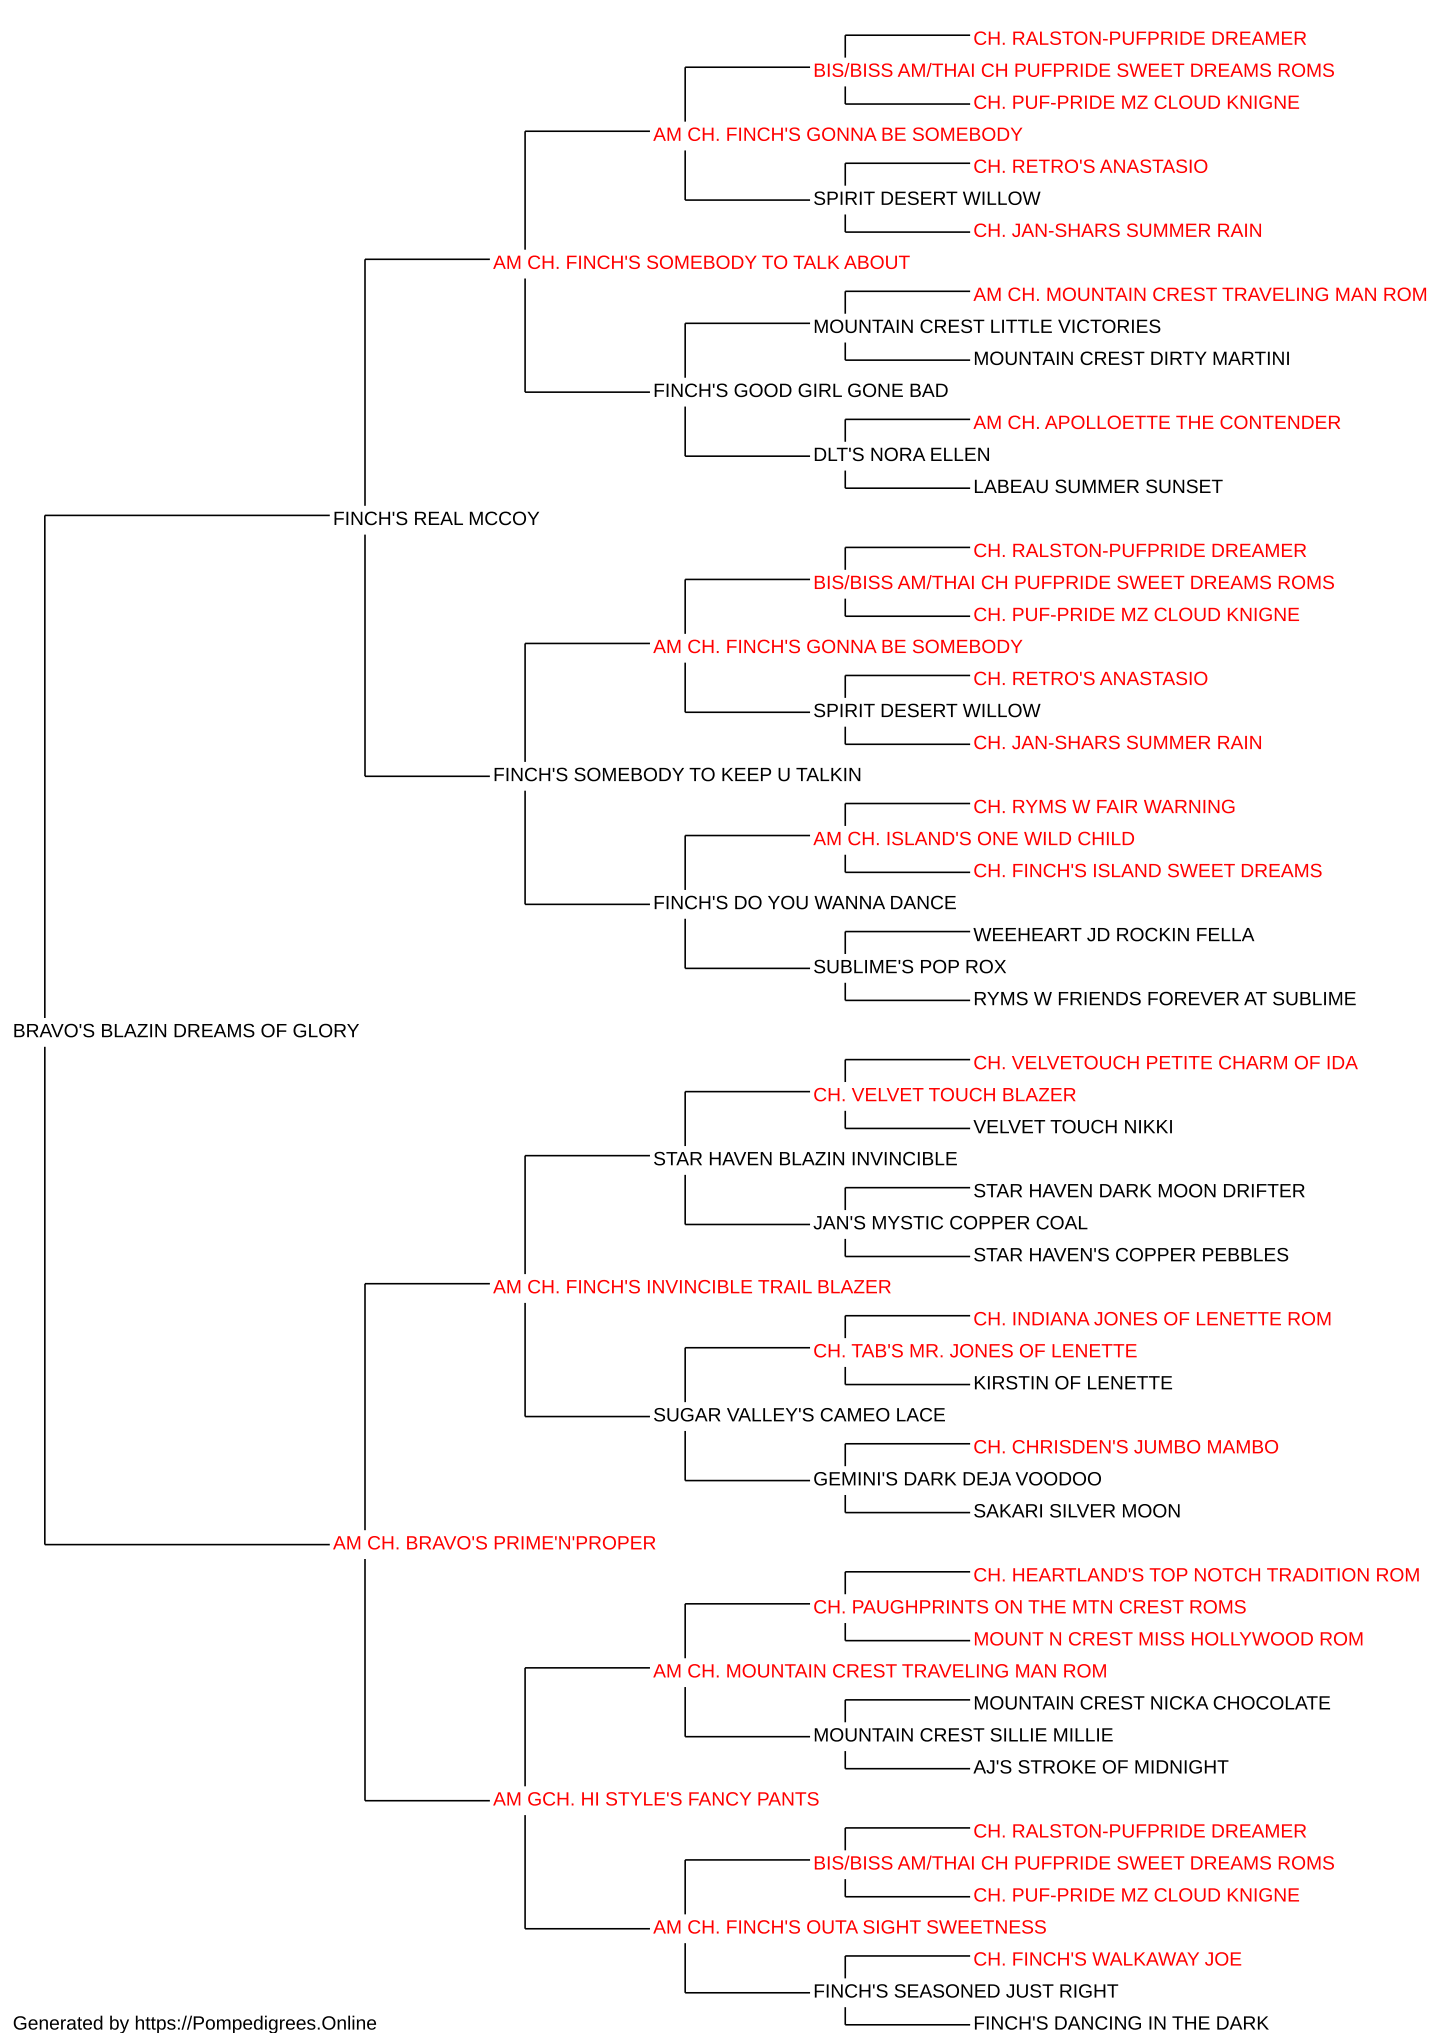 CH. RALSTON-PUFPRIDE DREAMER
BIS/BISS AM/THAI CH PUFPRIDE SWEET DREAMS ROMS
CH. PUF-PRIDE MZ CLOUD KNIGNE
AM CH. FINCH'S GONNA BE SOMEBODY
CH. RETRO'S ANASTASIO
SPIRIT DESERT WILLOW
CH. JAN-SHARS SUMMER RAIN
AM CH. FINCH'S SOMEBODY TO TALK ABOUT
AM CH. MOUNTAIN CREST TRAVELING MAN ROM
MOUNTAIN CREST LITTLE VICTORIES
MOUNTAIN CREST DIRTY MARTINI
FINCH'S GOOD GIRL GONE BAD
AM CH. APOLLOETTE THE CONTENDER
DLT'S NORA ELLEN
LABEAU SUMMER SUNSET
FINCH'S REAL MCCOY
CH. RALSTON-PUFPRIDE DREAMER
BIS/BISS AM/THAI CH PUFPRIDE SWEET DREAMS ROMS
CH. PUF-PRIDE MZ CLOUD KNIGNE
AM CH. FINCH'S GONNA BE SOMEBODY
CH. RETRO'S ANASTASIO
SPIRIT DESERT WILLOW
CH. JAN-SHARS SUMMER RAIN
FINCH'S SOMEBODY TO KEEP U TALKIN
CH. RYMS W FAIR WARNING
AM CH. ISLAND'S ONE WILD CHILD
CH. FINCH'S ISLAND SWEET DREAMS
FINCH'S DO YOU WANNA DANCE
WEEHEART JD ROCKIN FELLA
SUBLIME'S POP ROX
RYMS W FRIENDS FOREVER AT SUBLIME
BRAVO'S BLAZIN DREAMS OF GLORY
CH. VELVETOUCH PETITE CHARM OF IDA
CH. VELVET TOUCH BLAZER
VELVET TOUCH NIKKI
STAR HAVEN BLAZIN INVINCIBLE
STAR HAVEN DARK MOON DRIFTER
JAN'S MYSTIC COPPER COAL
STAR HAVEN'S COPPER PEBBLES
AM CH. FINCH'S INVINCIBLE TRAIL BLAZER
CH. INDIANA JONES OF LENETTE ROM
CH. TAB'S MR. JONES OF LENETTE
KIRSTIN OF LENETTE
SUGAR VALLEY'S CAMEO LACE
CH. CHRISDEN'S JUMBO MAMBO
GEMINI'S DARK DEJA VOODOO
SAKARI SILVER MOON
AM CH. BRAVO'S PRIME'N'PROPER
CH. HEARTLAND'S TOP NOTCH TRADITION ROM
CH. PAUGHPRINTS ON THE MTN CREST ROMS
MOUNT N CREST MISS HOLLYWOOD ROM
AM CH. MOUNTAIN CREST TRAVELING MAN ROM
MOUNTAIN CREST NICKA CHOCOLATE
MOUNTAIN CREST SILLIE MILLIE
AJ'S STROKE OF MIDNIGHT
AM GCH. HI STYLE'S FANCY PANTS
CH. RALSTON-PUFPRIDE DREAMER
BIS/BISS AM/THAI CH PUFPRIDE SWEET DREAMS ROMS
CH. PUF-PRIDE MZ CLOUD KNIGNE
AM CH. FINCH'S OUTA SIGHT SWEETNESS
CH. FINCH'S WALKAWAY JOE
FINCH'S SEASONED JUST RIGHT
FINCH'S DANCING IN THE DARK
Generated by https://Pompedigrees.Online